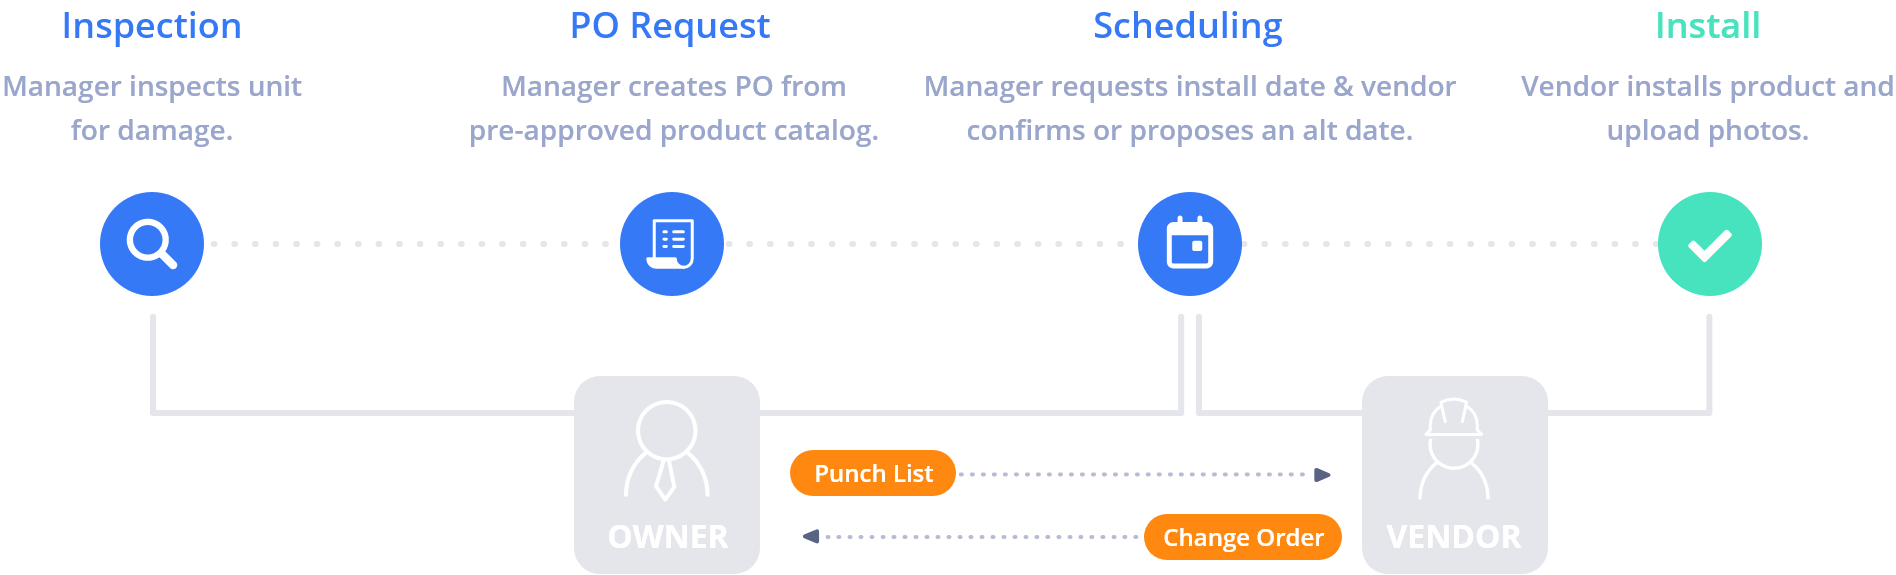 Inspection
Manager inspects unit
for damage.
PO Request
Manager creates PO from
pre-approved product catalog.
Scheduling
Manager requests install date & vendor
confirms or proposes an alt date.
Install
Vendor installs product and
upload photos.
OWNER
Punch List
Change Order
VENDOR